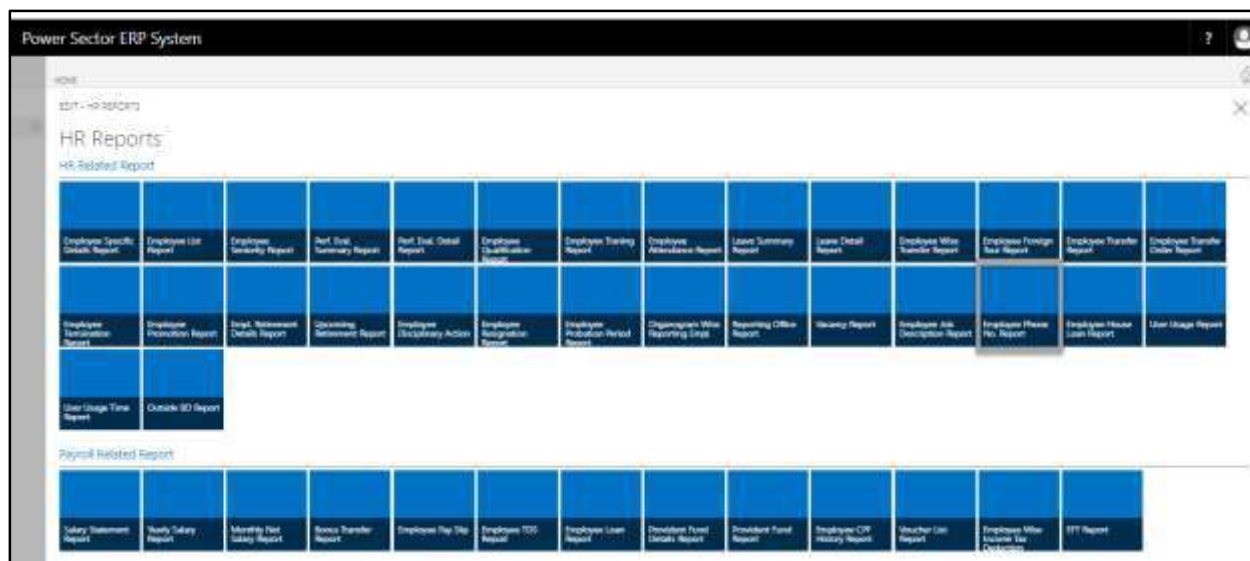 Power Sector ERP System ?
HOME
EDIT - HR REPORTS
HR Reports
HR Related Report
Employee Specific Details Report
Employee List Report
Employee Seniority Report
Perf. Eval. Summary Report
Perf. Eval. Detail Report
Employee Qualification Report
Employee Traning Report
Employee Attendance Report
Leave Summary Report
Leave Detail Report
Employee Wise Transfer Report
Employee Foreign Tour Report
Employee Transfer Report
Employee Transfer Order Report
Employee Termination Report
Employee Promotion Report
Empl. Retirement Details Report
Upcoming Retirement Report
Employee Disciplinary Action
Employee Resignation Report
Employee Probation Period Report
Organogram Wise Reporting Empl
Reporting Office Report
Vacancy Report
Employee Job Description Report
Employee Phone No. Report
Employee House Loan Report
User Usage Report
User Usage Time Report
Outside BD Report
Payroll Related Report
Salary Statement Report
Yearly Salary Report
Monthly Net Salary Report
Bonus Transfer Report
Employee Pay Slip
Employee TDS Report
Employee Loan Report
Provident Fund Details Report
Provident Fund Report
Employee CPF History Report
Voucher List Report
Employee Wise Income Tax Deduction
EFT Report